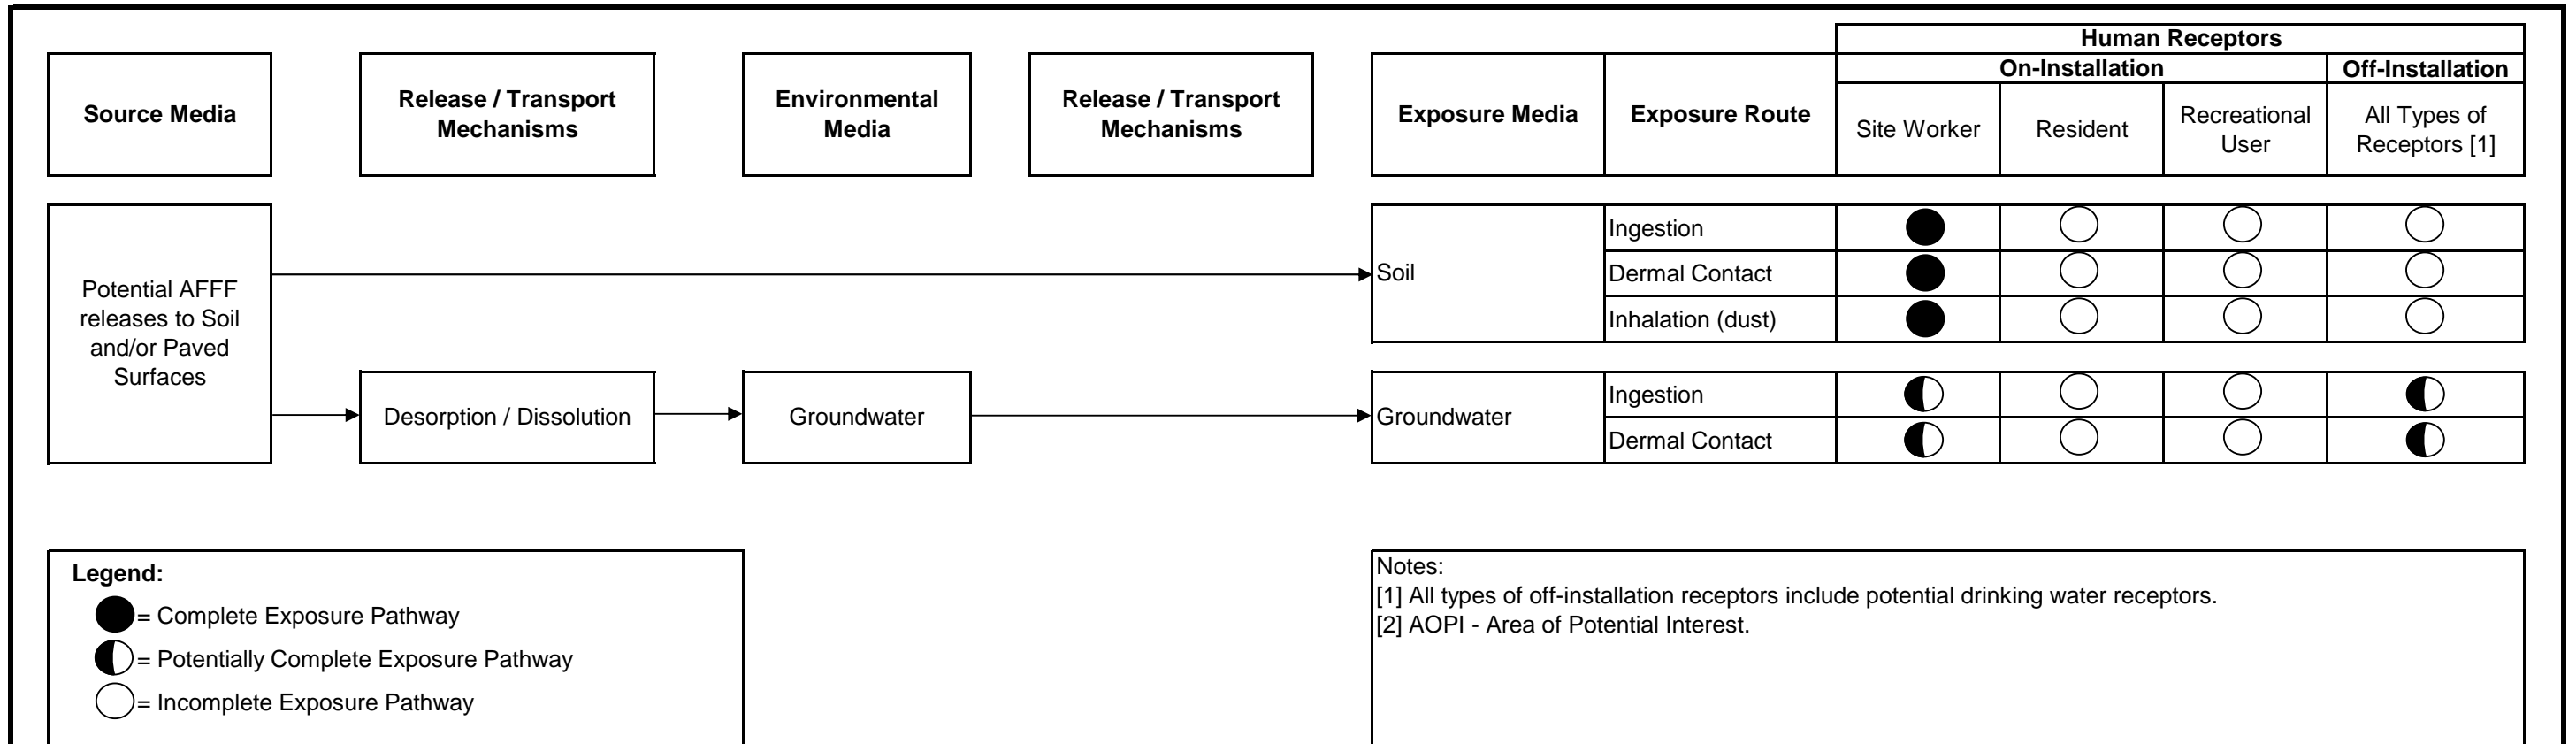 Human Receptors
On-Installation
Off-Installation
Source Media
Release / Transport
Mechanisms
Environmental
Media
Release / Transport
Mechanisms
Exposure Media
Exposure Route
Site Worker
Resident
Recreational
User
All Types of
Receptors [1]
Potential AFFF
releases to Soil
and/or Paved
Surfaces
Soil
Ingestion
Dermal Contact
Inhalation (dust)
Desorption / Dissolution
Groundwater
Groundwater
Ingestion
Dermal Contact
Legend:
= Complete Exposure Pathway
= Potentially Complete Exposure Pathway
= Incomplete Exposure Pathway
Notes:
[1] All types of off-installation receptors include potential drinking water receptors.
[2] AOPI - Area of Potential Interest.